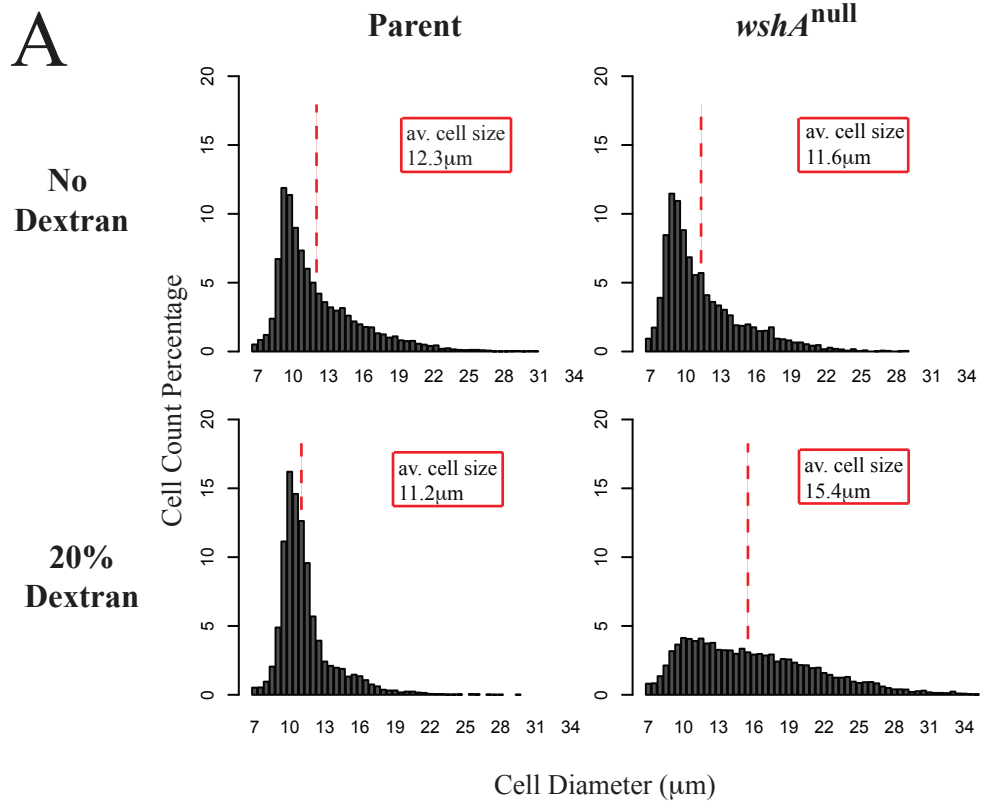 A
Parent
wshA^null
No
Dextran
Cell Count Percentage
20
15
10
5
0
av. cell size
12.3µm
7 10 13 16 19 22 25 28 31 34
20
15
10
5
0
av. cell size
11.6µm
7 10 13 16 19 22 25 28 31 34
20%
Dextran
20
15
10
5
0
av. cell size
11.2µm
7 10 13 16 19 22 25 28 31 34
20
15
10
5
0
av. cell size
15.4µm
7 10 13 16 19 22 25 28 31 34
Cell Diameter (µm)